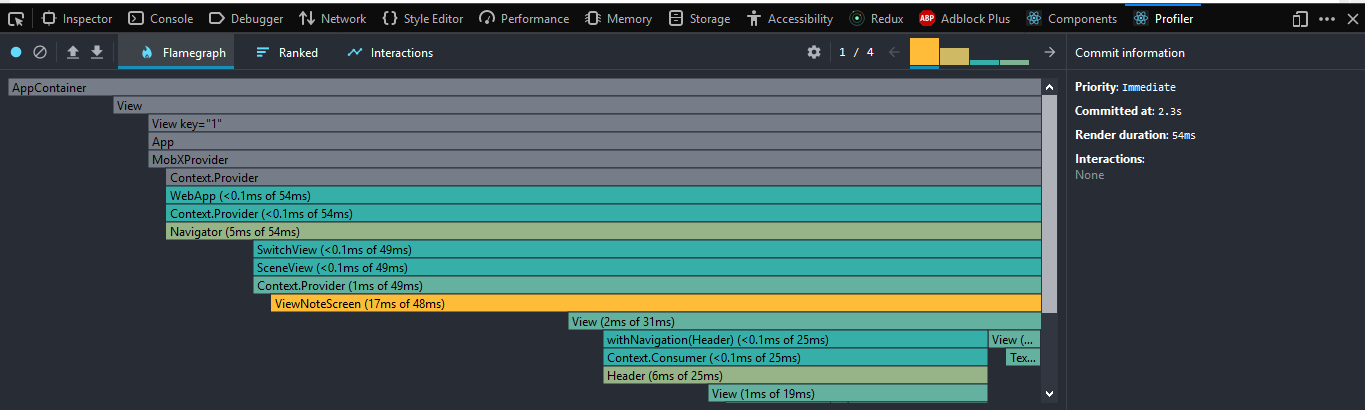 Inspector Console Debugger Network Style Editor Performance Memory Storage Accessibility Redux ABP Adblock Plus Components Profiler
Flamegraph Ranked Interactions 1 / 4 Commit information
AppContainer
View
View key="1"
App
MobXProvider
Context.Provider
WebApp (<0.1ms of 54ms)
Context.Provider (<0.1ms of 54ms)
Navigator (5ms of 54ms)
SwitchView (<0.1ms of 49ms)
SceneView (<0.1ms of 49ms)
Context.Provider (1ms of 49ms)
ViewNoteScreen (17ms of 48ms)
View (2ms of 31ms)
withNavigation(Header) (<0.1ms of 25ms) View (...
Context.Consumer (<0.1ms of 25ms) Tex...
Header (6ms of 25ms)
View (1ms of 19ms)
Priority: Immediate
Committed at: 2.3s
Render duration: 54ms
Interactions:
None